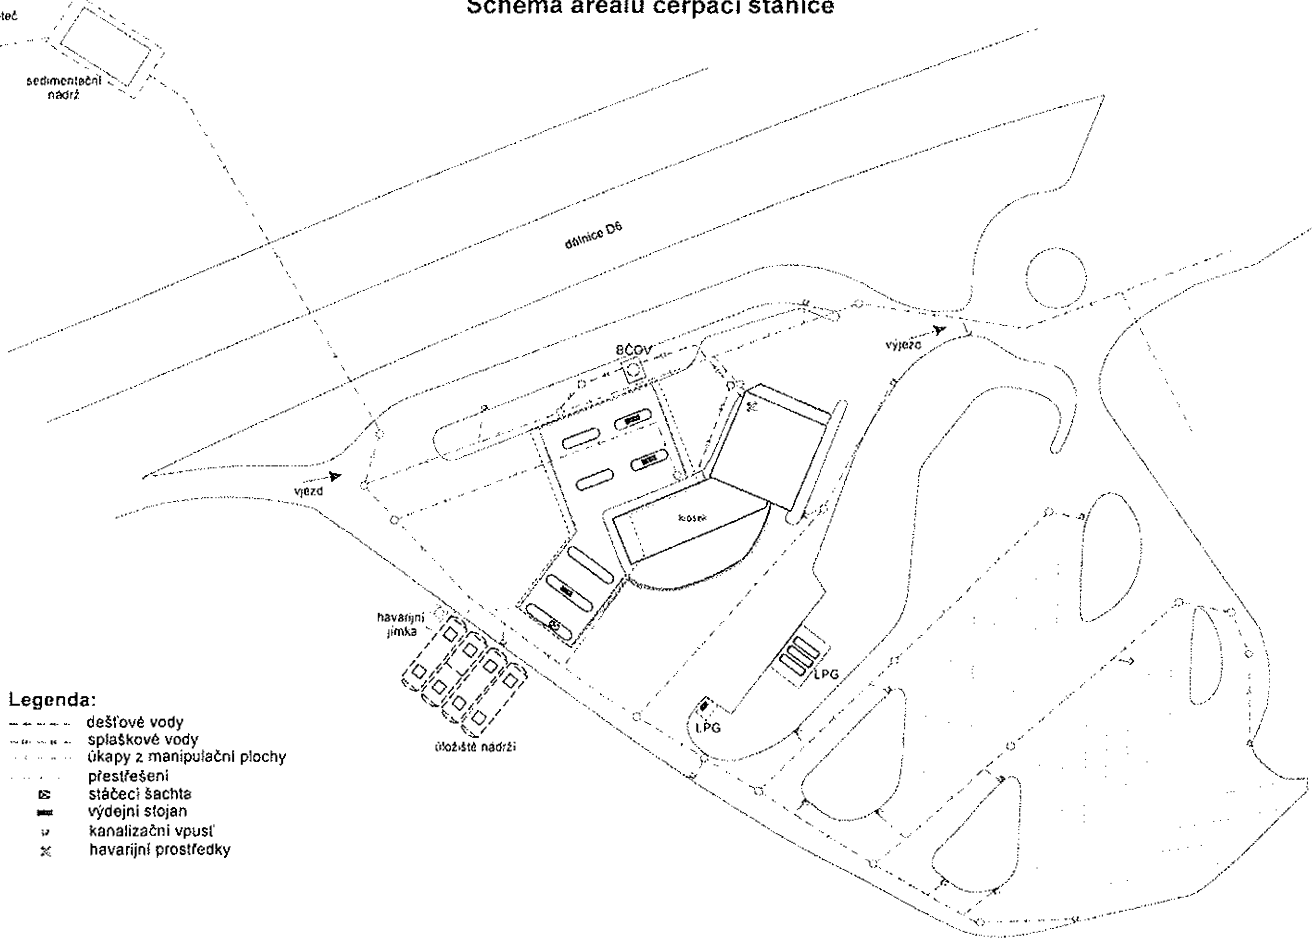 Schéma areálu čerpací stanice
sedimentační
nádrž
dálnice D6
BČOV
výjezd
vjezd
kiosek
havarijní
jímka
LPG
LPG
úložiště nádrží
Legenda:
dešťové vody
splaškové vody
úkapy z manipulační plochy
přestřešení
stáčecí šachta
výdejní stojan
kanalizační vpusť
havarijní prostředky